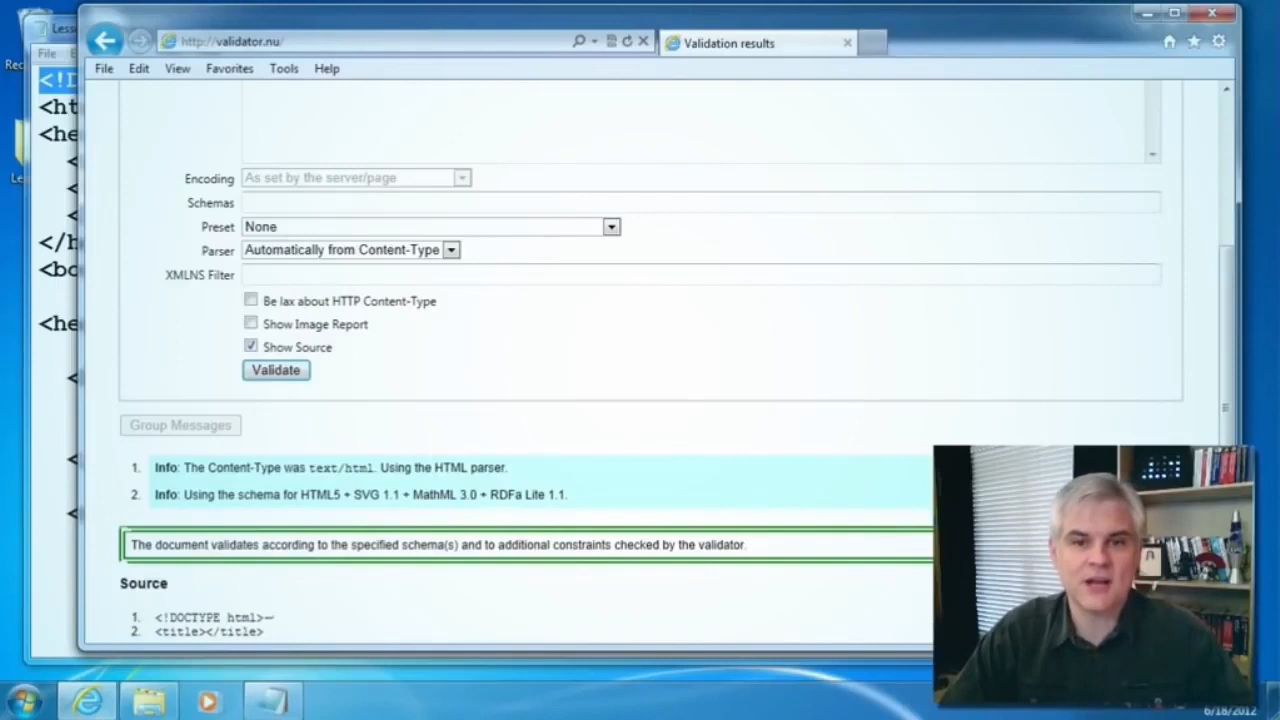 Less
http://validator.nu/
Validation results
File E
File Edit View Favorites Tools Help
Rec
<!D
<ht
<he
<
<
<
</h
<bo
<he
<
<
<
Le
Encoding As set by the server/page
Schemas
Preset None
Parser Automatically from Content-Type
XMLNS Filter
Be lax about HTTP Content-Type
Show Image Report
Show Source
Validate
Group Messages
1. Info: The Content-Type was text/html. Using the HTML parser.
2. Info: Using the schema for HTML5 + SVG 1.1 + MathML 3.0 + RDFa Lite 1.1.
The document validates according to the specified schema(s) and to additional constraints checked by the validator.
Source
1. <!DOCTYPE html>↩
2. <title></title>
6/18/2012